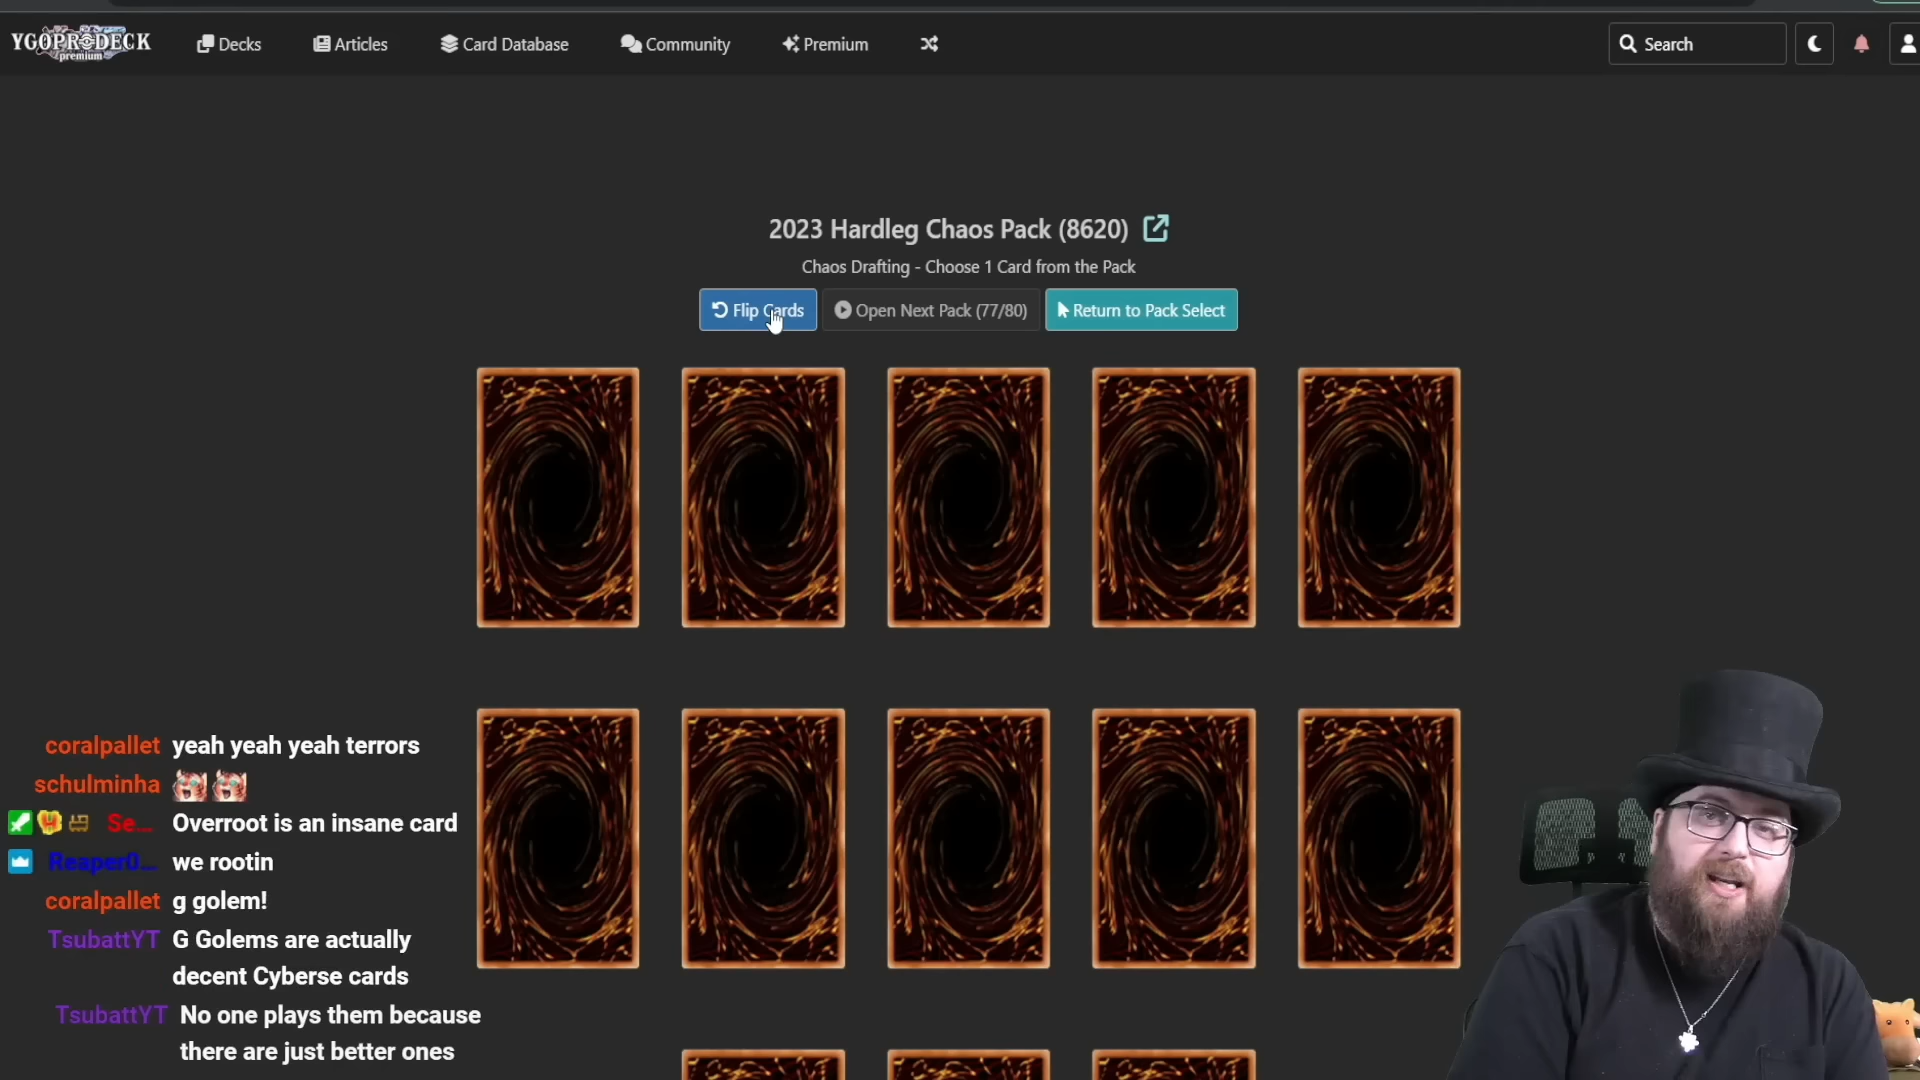 YGOPRODECK
premium
Decks
Articles
Card Database
Community
Premium
Search
2023 Hardleg Chaos Pack (8620)
Chaos Drafting - Choose 1 Card from the Pack
Flip Cards
Open Next Pack (77/80)
Return to Pack Select
coralpallet yeah yeah yeah terrors
schulminha
Se... Overroot is an insane card
Reaper0... we rootin
coralpallet g golem!
TsubattYT G Golems are actually
decent Cyberse cards
TsubattYT No one plays them because
there are just better ones